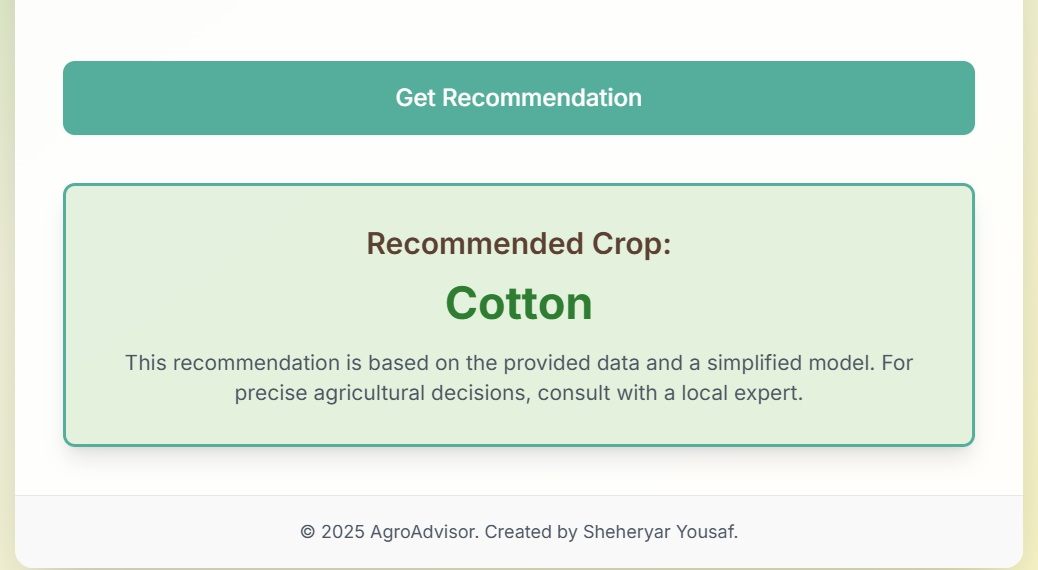 Get Recommendation
Recommended Crop:
Cotton
This recommendation is based on the provided data and a simplified model. For
precise agricultural decisions, consult with a local expert.
© 2025 AgroAdvisor. Created by Sheheryar Yousaf.